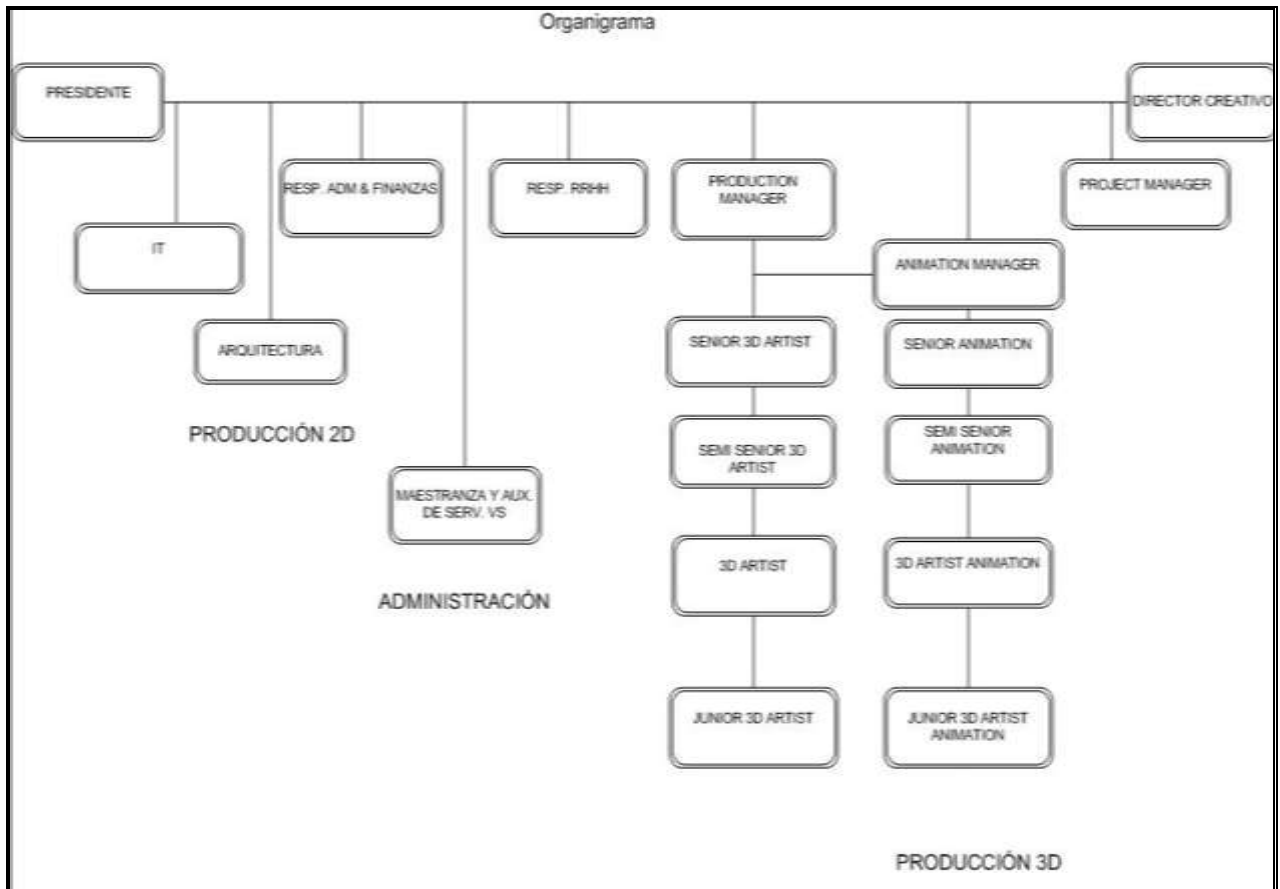 Organigrama
PRESIDENTE
DIRECTOR CREATIVO
RESP. ADM & FINANZAS
RESP. RRHH
PRODUCTION
MANAGER
PROJECT MANAGER
IT
ANIMATION MANAGER
ARQUITECTURA
SENIOR 3D ARTIST
SENIOR ANIMATION
PRODUCCIÓN 2D
SEMI SENIOR 3D
ARTIST
SEMI SENIOR
ANIMATION
MAESTRANZA Y AUX.
DE SERV. VS
3D ARTIST
3D ARTIST ANIMATION
ADMINISTRACIÓN
JUNIOR 3D ARTIST
JUNIOR 3D ARTIST
ANIMATION
PRODUCCIÓN 3D